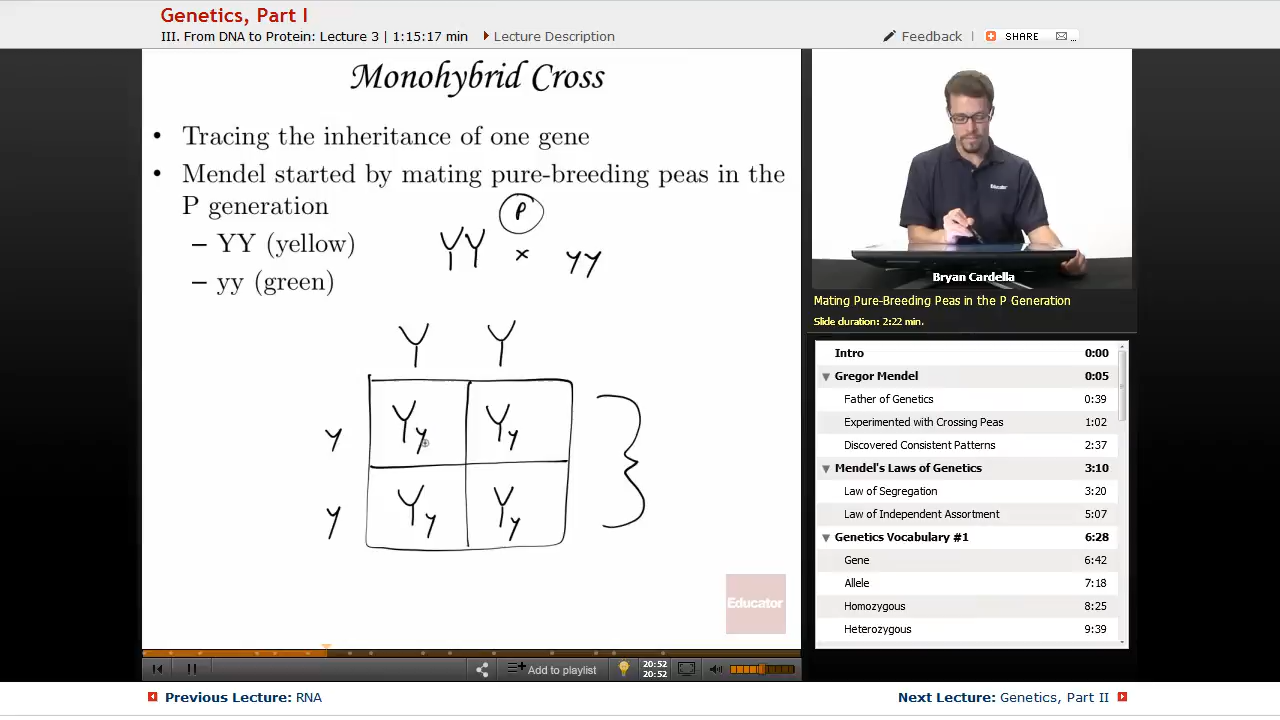 Genetics, Part I
III. From DNA to Protein: Lecture 3 | 1:15:17 min
Lecture Description
Feedback
SHARE
Monohybrid Cross
• Tracing the inheritance of one gene
• Mendel started by mating pure-breeding peas in the
P generation
P
– YY (yellow)
YY x yy
– yy (green)
Y Y
y Yy Yy
y Yy Yy
Educator
Educator
Bryan Cardella
Mating Pure-Breeding Peas in the P Generation
Slide duration: 2:22 min.
Intro 0:00
Gregor Mendel 0:05
Father of Genetics 0:39
Experimented with Crossing Peas 1:02
Discovered Consistent Patterns 2:37
Mendel's Laws of Genetics 3:10
Law of Segregation 3:20
Law of Independent Assortment 5:07
Genetics Vocabulary #1 6:28
Gene 6:42
Allele 7:18
Homozygous 8:25
Heterozygous 9:39
Add to playlist
20:52
20:52
Previous Lecture: RNA
Next Lecture: Genetics, Part II